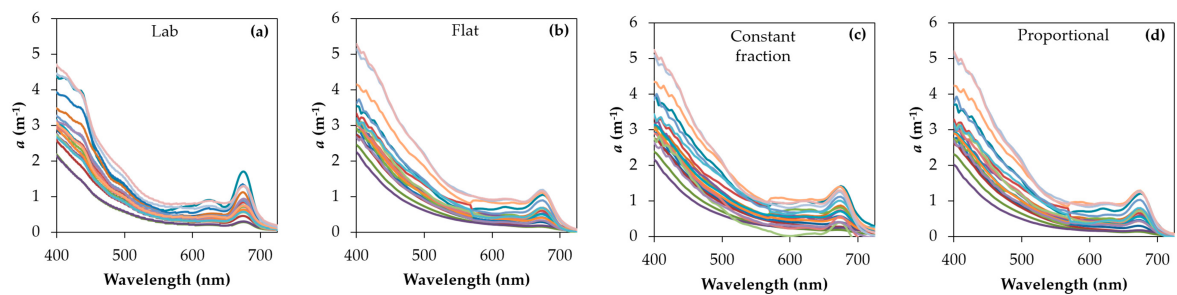 Lab
(a)
6
5
4
3
2
1
0
a (m⁻¹)
400
500
600
700
Wavelength (nm)
Flat
(b)
6
5
4
3
2
1
0
a (m⁻¹)
400
500
600
700
Wavelength (nm)
Constant
fraction
(c)
6
5
4
3
2
1
0
a (m⁻¹)
400
500
600
700
Wavelength (nm)
Proportional
(d)
6
5
4
3
2
1
0
a (m⁻¹)
400
500
600
700
Wavelength (nm)